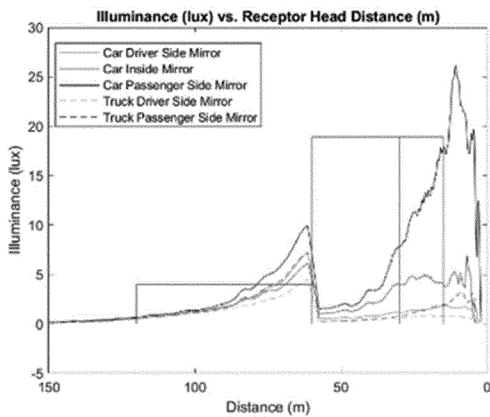 Illuminance (lux) vs. Receptor Head Distance (m)
30
25
20
15
10
5
0
-5
Illuminance (lux)
Car Driver Side Mirror
Car Inside Mirror
Car Passenger Side Mirror
Truck Driver Side Mirror
Truck Passenger Side Mirror
150
100
50
0
Distance (m)